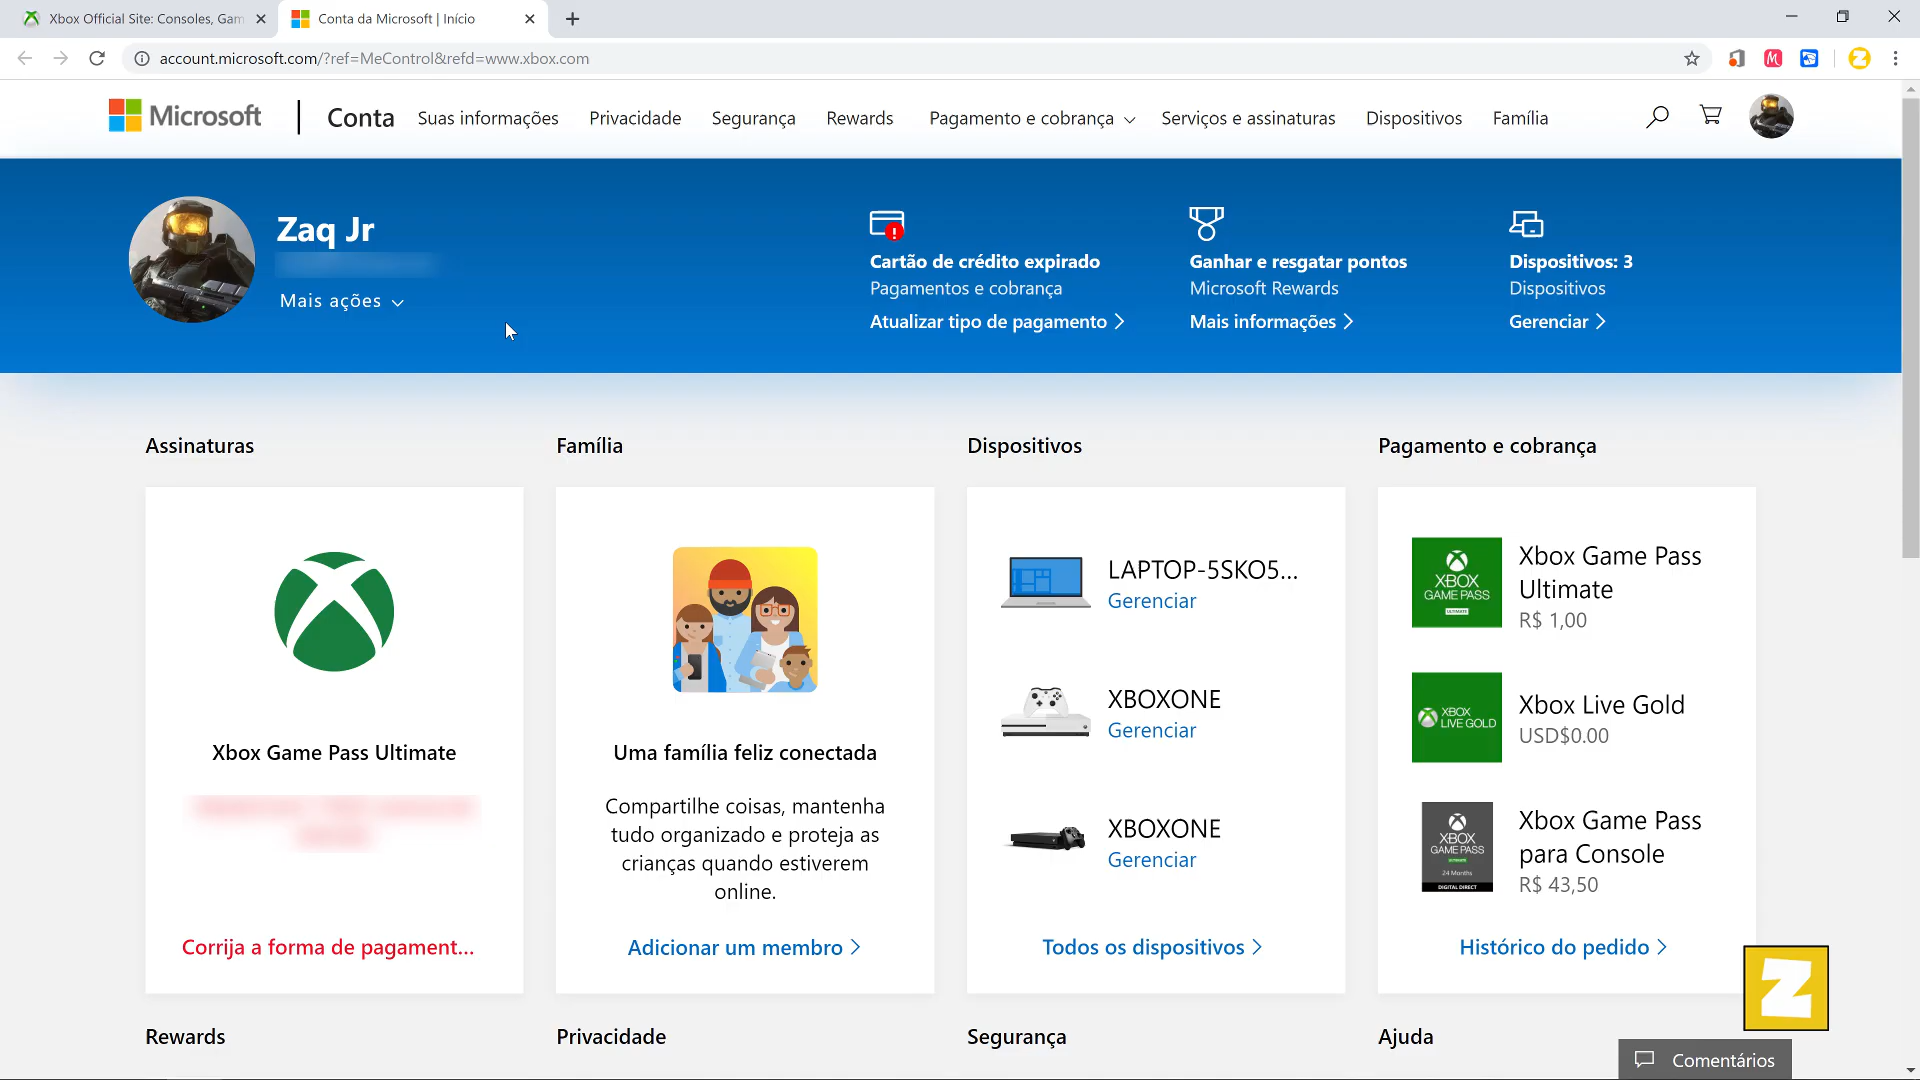 Xbox Official Site: Consoles, Gam
Conta da Microsoft | Início
account.microsoft.com/?ref=MeControl&refd=www.xbox.com
Microsoft
Conta
Suas informações
Privacidade
Segurança
Rewards
Pagamento e cobrança
Serviços e assinaturas
Dispositivos
Família
Zaq Jr
Mais ações
Cartão de crédito expirado
Pagamentos e cobrança
Atualizar tipo de pagamento
Ganhar e resgatar pontos
Microsoft Rewards
Mais informações
Dispositivos: 3
Dispositivos
Gerenciar
Assinaturas
Xbox Game Pass Ultimate
Corrija a forma de pagament...
Família
Uma família feliz conectada
Compartilhe coisas, mantenha
tudo organizado e proteja as
crianças quando estiverem
online.
Adicionar um membro
Dispositivos
LAPTOP-5SKO5...
Gerenciar
XBOXONE
Gerenciar
XBOXONE
Gerenciar
Todos os dispositivos
Pagamento e cobrança
XBOX
GAME PASS
ULTIMATE
Xbox Game Pass
Ultimate
R$ 1,00
XBOX
LIVE GOLD
Xbox Live Gold
USD$0.00
XBOX
GAME PASS
24 Months
DIGITAL DIRECT
Xbox Game Pass
para Console
R$ 43,50
Histórico do pedido
Z
Rewards
Privacidade
Segurança
Ajuda
Comentários